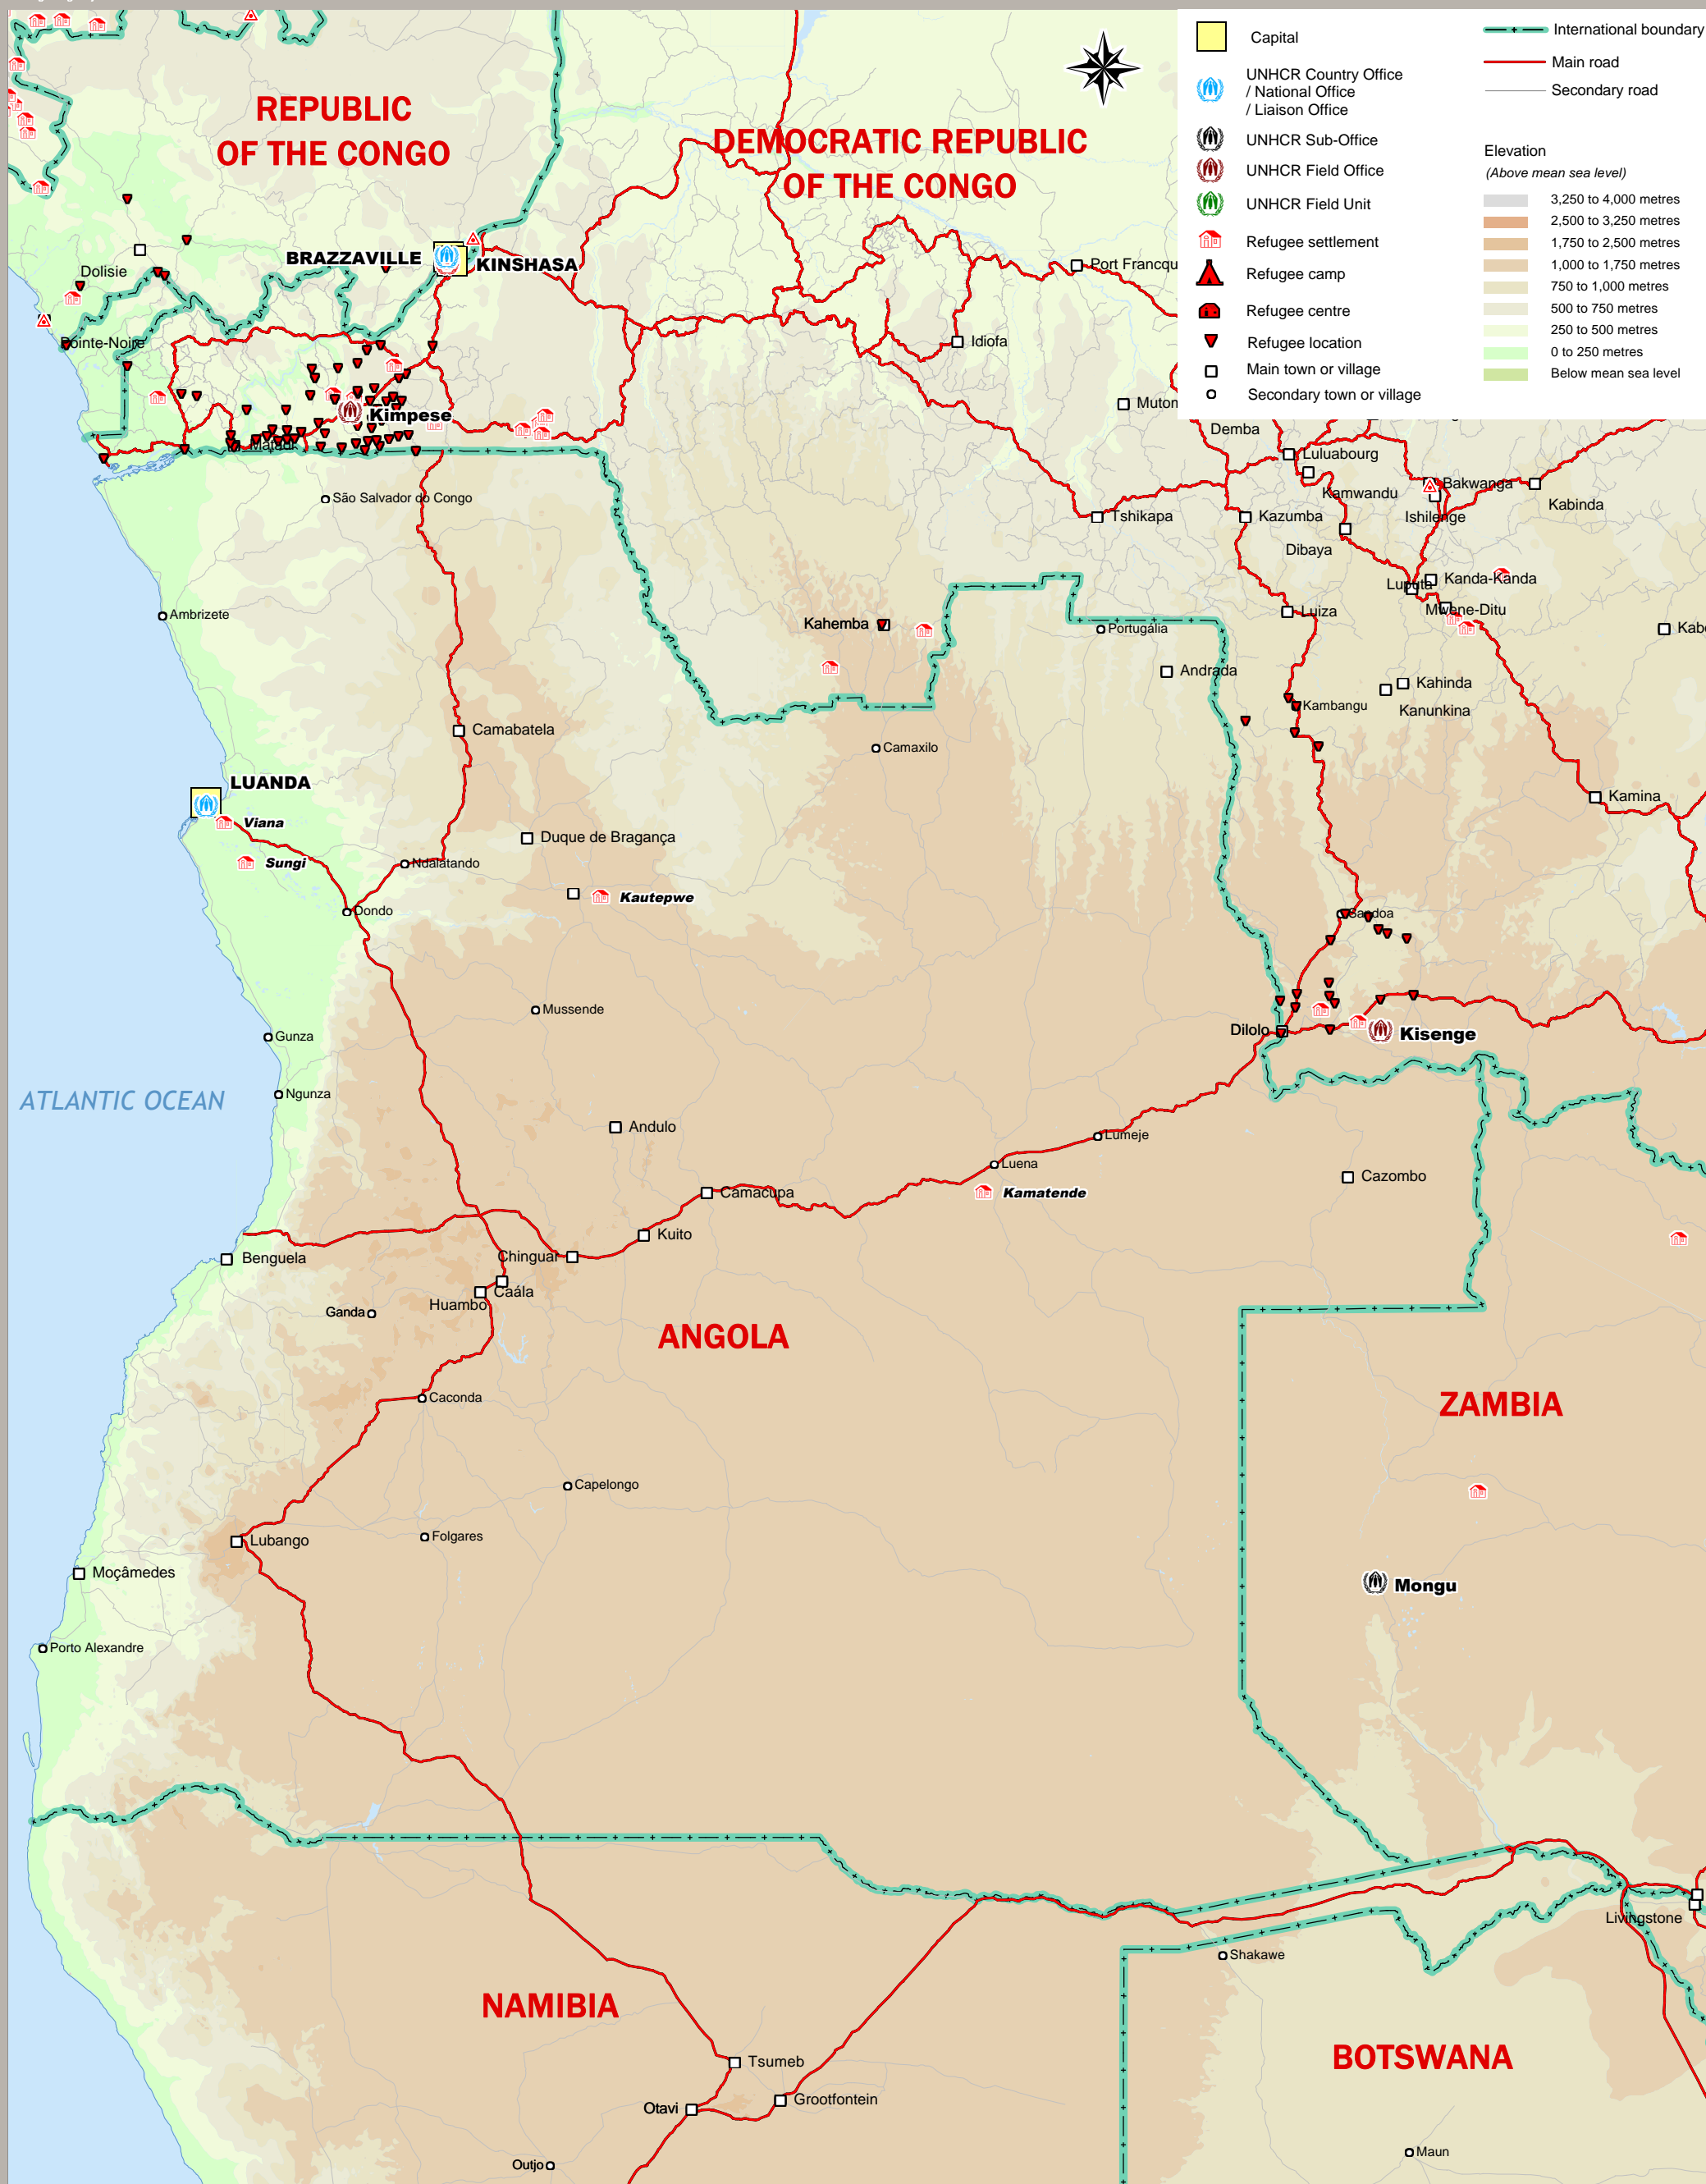 REPUBLIC
OF THE CONGO
DEMOCRATIC REPUBLIC
OF THE CONGO
Capital
UNHCR Country Office
/ National Office
/ Liaison Office
UNHCR Sub-Office
UNHCR Field Office
UNHCR Field Unit
Refugee settlement
Refugee camp
Refugee centre
Refugee location
Main town or village
Secondary town or village
International boundary
Main road
Secondary road
Elevation
(Above mean sea level)
3,250 to 4,000 metres
2,500 to 3,250 metres
1,750 to 2,500 metres
1,000 to 1,750 metres
750 to 1,000 metres
500 to 750 metres
250 to 500 metres
0 to 250 metres
Below mean sea level
BRAZZAVILLE
KINSHASA
Dolisie
Port Francqu
Pointe-Noire
Idiofa
Kimpese
Mutom
Demba
Matadi
Luluabourg
Kamwandu
Bakwanga
Kabinda
São Salvador do Congo
Tshikapa
Kazumba
Ishilenge
Dibaya
Luputa
Kanda-Kanda
Mwene-Ditu
Ambrizete
Kahemba
Portugália
Luiza
Andrada
Kahinda
Kanunkina
Kambangu
Camabatela
Camaxilo
LUANDA
Viana
Kamina
Duque de Bragança
Sungi
Ndalatando
Kautepwe
Dondo
Sandoa
Mussende
Gunza
Dilolo
Kisenge
ATLANTIC OCEAN
Ngunza
Andulo
Lumeje
Luena
Cazombo
Camacupa
Kamatende
Kuito
Benguela
Chinguar
Caála
Huambo
Ganda
ANGOLA
Caconda
ZAMBIA
Capelongo
Folgares
Lubango
Moçâmedes
Mongu
Porto Alexandre
Livingstone
Shakawe
NAMIBIA
BOTSWANA
Tsumeb
Grootfontein
Otavi
Maun
Outjo